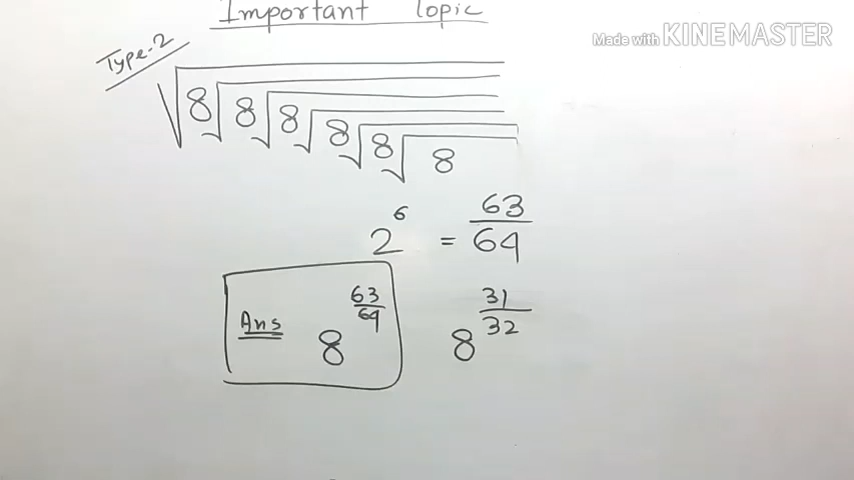 Important Topic
Made with KINEMASTER
Type-2
√8√8√8√8√8√8
2^6 = 63/64
Ans 8^(63/64) 8^(31/32)